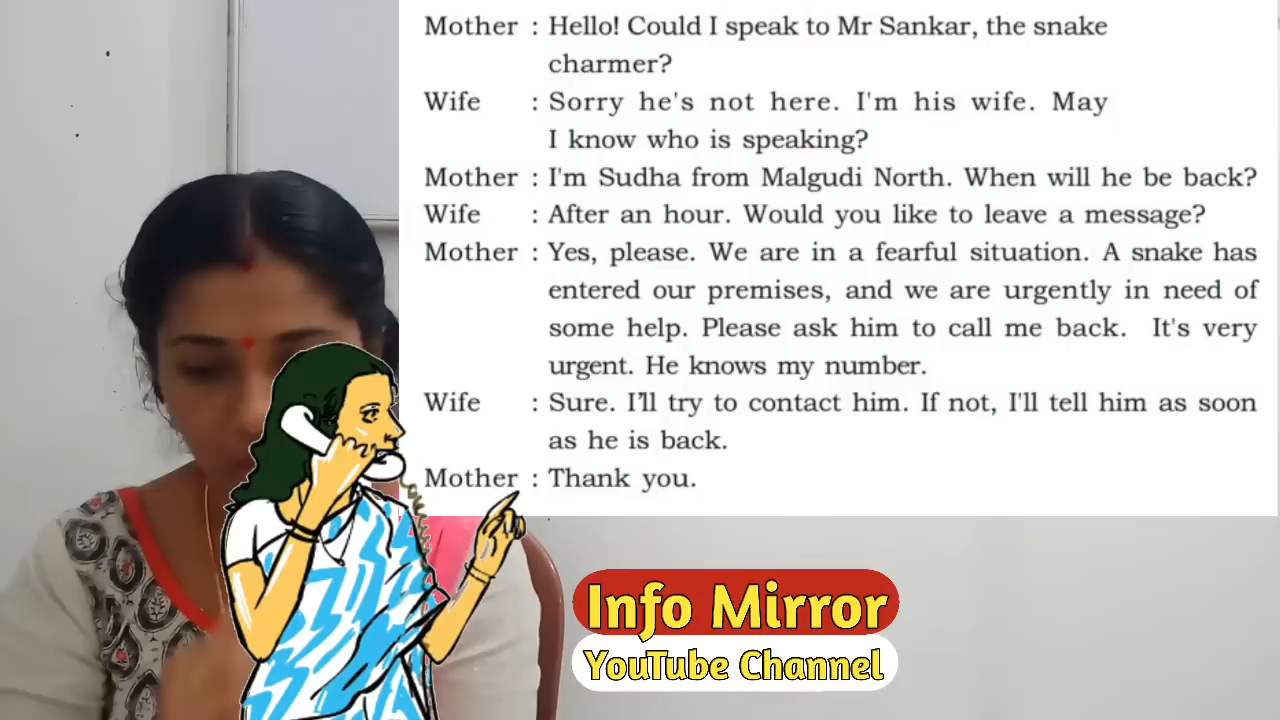 Mother : Hello! Could I speak to Mr Sankar, the snake
charmer?
Wife : Sorry he's not here. I'm his wife. May
I know who is speaking?
Mother : I'm Sudha from Malgudi North. When will he be back?
Wife : After an hour. Would you like to leave a message?
Mother : Yes, please. We are in a fearful situation. A snake has
entered our premises, and we are urgently in need of
some help. Please ask him to call me back. It's very
urgent. He knows my number.
Wife : Sure. I'll try to contact him. If not, I'll tell him as soon
as he is back.
Mother : Thank you.
Info Mirror
YouTube Channel